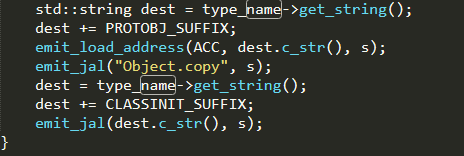 std::string dest = type_name->get_string();
dest += PROTOBJ_SUFFIX;
emit_load_address(ACC, dest.c_str(), s);
emit_jal("Object.copy", s);
dest = type_name->get_string();
dest += CLASSINIT_SUFFIX;
emit_jal(dest.c_str(), s);
}